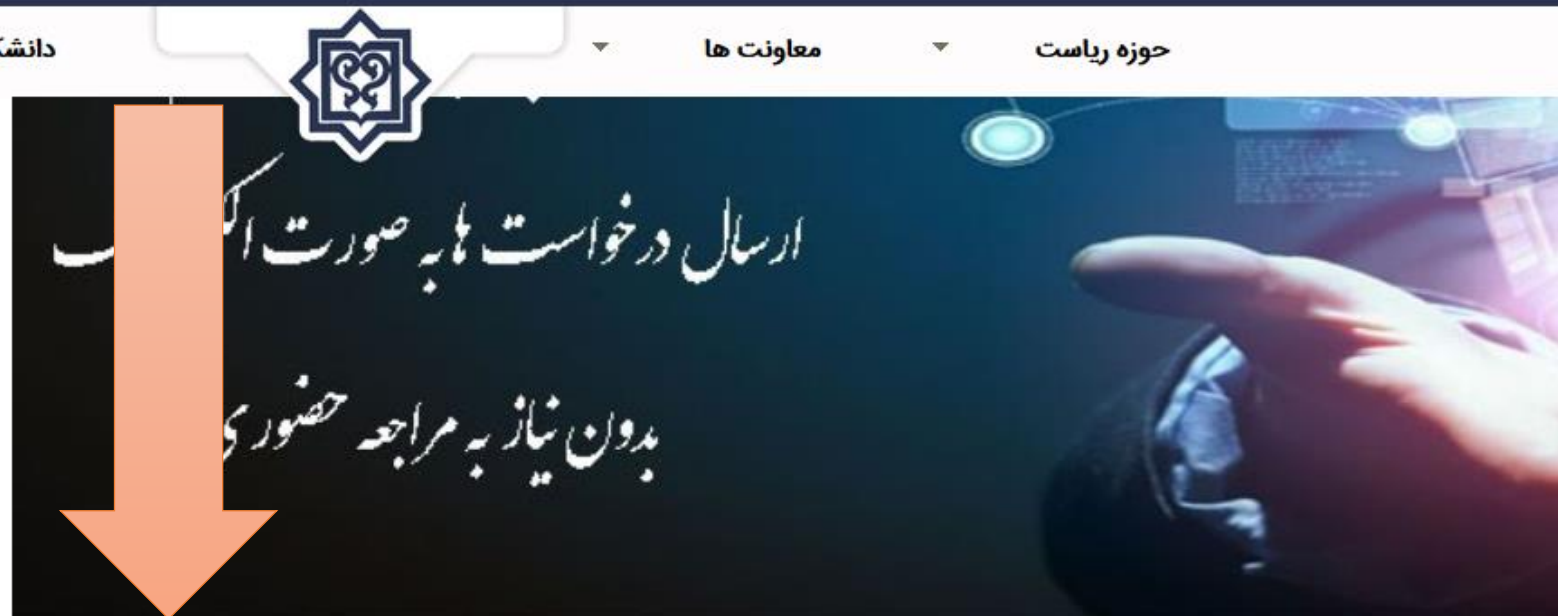 حوزه ریاست
معاونت ها
ارسال درخواست ها به صورت
بدون نیاز به مراجعه حضوری